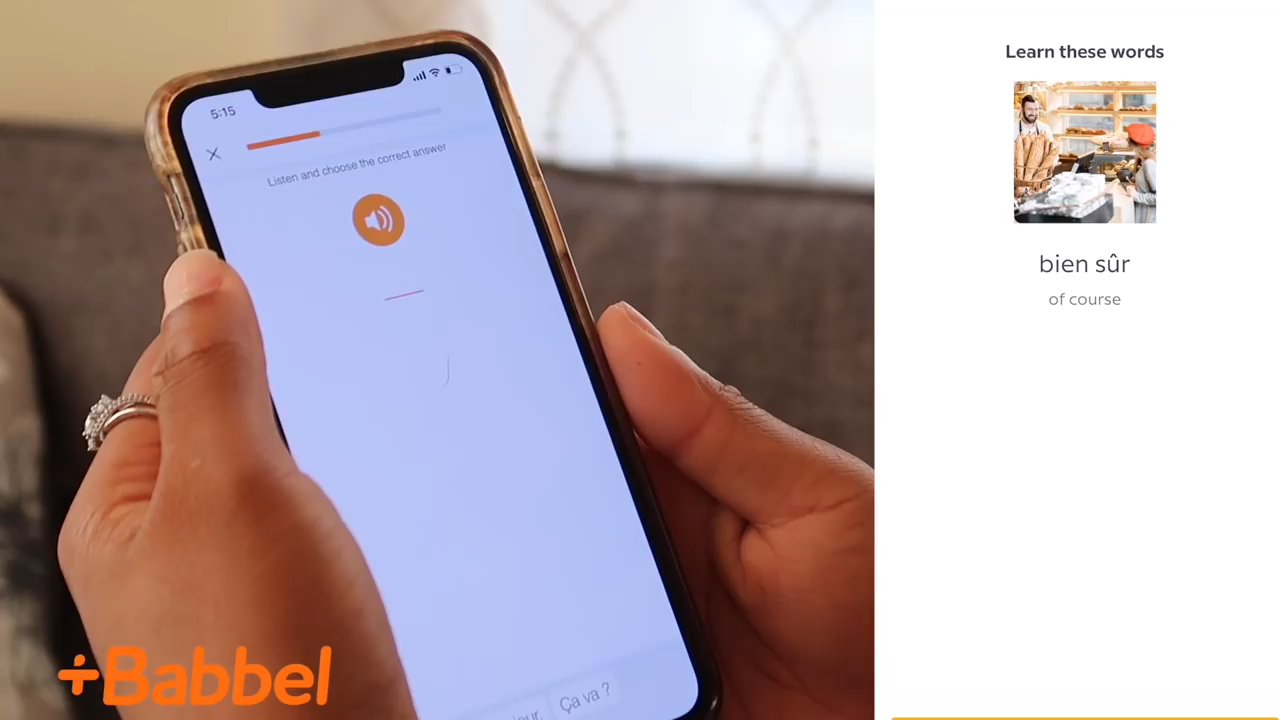 5:15
Listen and choose the correct answer
Ça va ?
+Babbel
Learn these words
bien sûr
of course